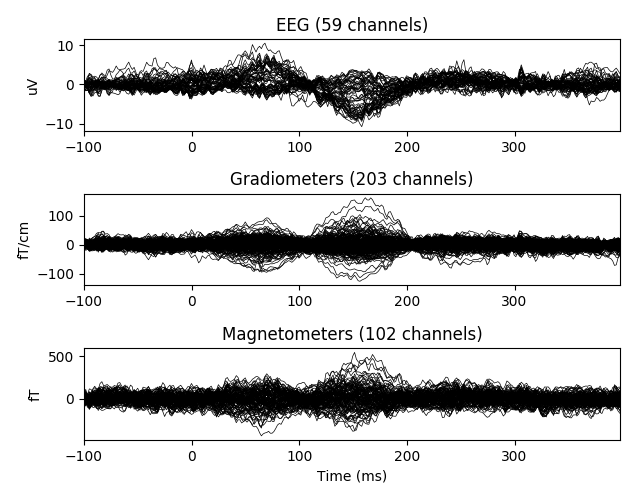 EEG (59 channels)
10
0
−10
uV
−100 0 100 200 300
Gradiometers (203 channels)
100
0
−100
fT/cm
−100 0 100 200 300
Magnetometers (102 channels)
500
0
fT
−100 0 100 200 300
Time (ms)